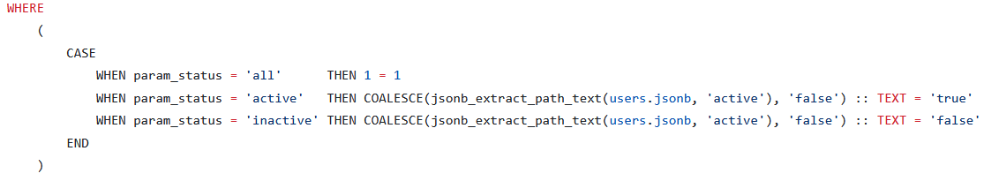 WHERE
    (
        CASE
            WHEN param_status = 'all'      THEN 1 = 1
            WHEN param_status = 'active'   THEN COALESCE(jsonb_extract_path_text(users.jsonb, 'active'), 'false') :: TEXT = 'true'
            WHEN param_status = 'inactive' THEN COALESCE(jsonb_extract_path_text(users.jsonb, 'active'), 'false') :: TEXT = 'false'
        END
    )